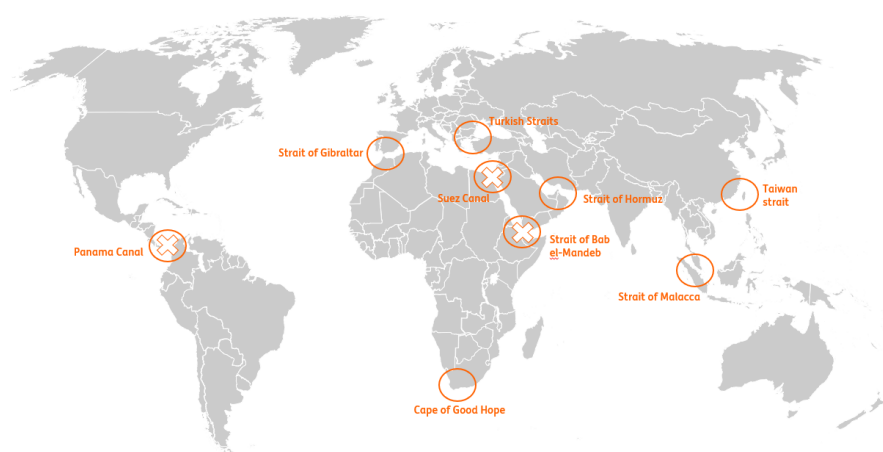 Turkish Straits
Strait of Gibraltar
Suez Canal
Strait of Hormuz
Taiwan
strait
Strait of Bab
el-Mandeb
Panama Canal
Strait of Malacca
Cape of Good Hope